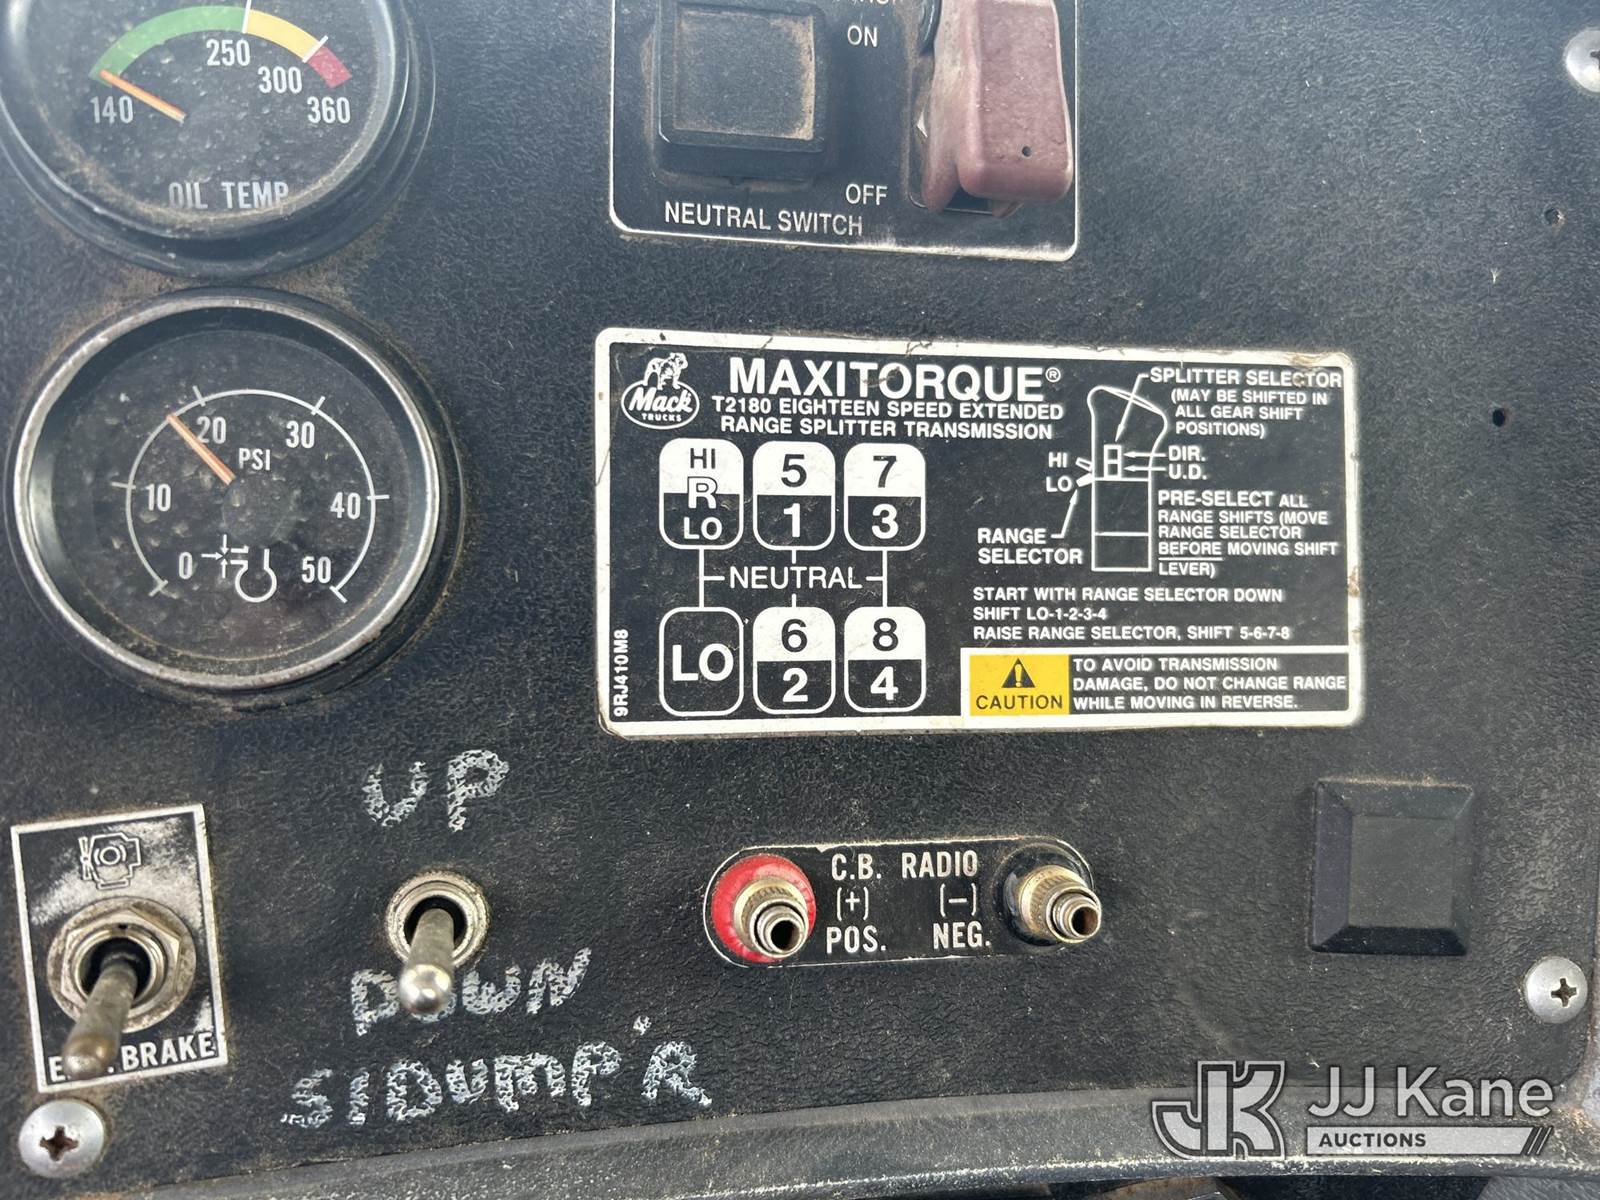 250
300
140
360
OIL TEMP
ON
OFF
NEUTRAL SWITCH
20
30
PSI
10
40
0
50
Mack
TRUCKS
MAXITORQUE®
T2180 EIGHTEEN SPEED EXTENDED
RANGE SPLITTER TRANSMISSION
HI
R
LO
5
1
7
3
NEUTRAL
LO
6
2
8
4
9RJ410M8
SPLITTER SELECTOR
(MAY BE SHIFTED IN
ALL GEAR SHIFT
POSITIONS)
HI
LO
DIR.
U.D.
RANGE
SELECTOR
PRE-SELECT ALL
RANGE SHIFTS (MOVE
RANGE SELECTOR
BEFORE MOVING SHIFT
LEVER)
START WITH RANGE SELECTOR DOWN
SHIFT LO-1-2-3-4
RAISE RANGE SELECTOR, SHIFT 5-6-7-8
CAUTION
TO AVOID TRANSMISSION
DAMAGE, DO NOT CHANGE RANGE
WHILE MOVING IN REVERSE.
UP
DOWN
SIDUMP'R
BRAKE
C.B. RADIO
(+) (–)
POS. NEG.
JK JJ Kane
AUCTIONS